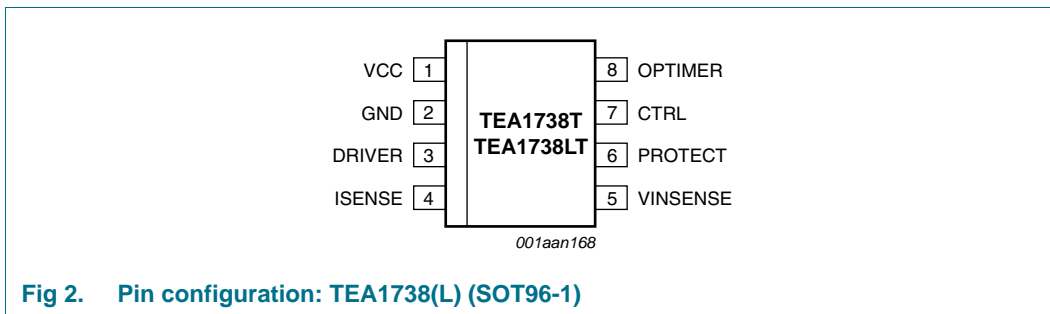 VCC 1
GND 2
DRIVER 3
ISENSE 4
TEA1738T
TEA1738LT
8 OPTIMER
7 CTRL
6 PROTECT
5 VINSENSE
001aan168
Fig 2. Pin configuration: TEA1738(L) (SOT96-1)